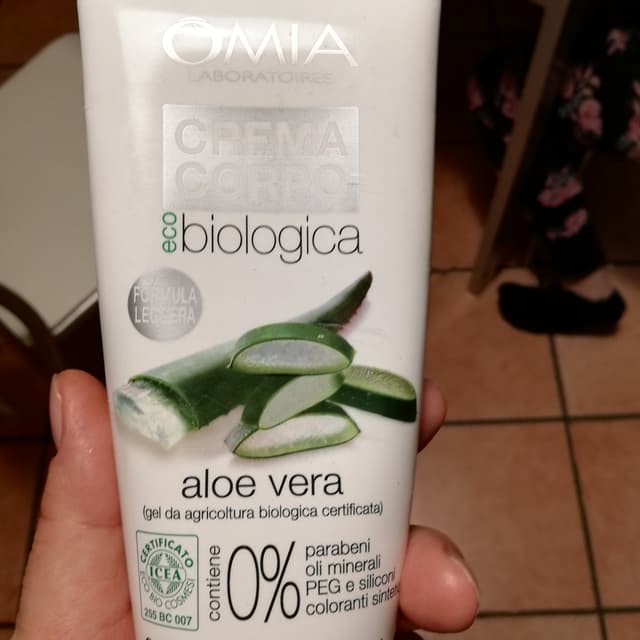 OMIA
LABORATOIRES
CREMA
CORPO
eco biologica
FORMULA
LEGGERA
aloe vera
(gel da agricoltura biologica certificata)
CERTIFICATO
ICEA
ECO BIO COSMESI
255 BC 007
contiene
0%
parabeni
oli minerali
PEG e siliconi
coloranti